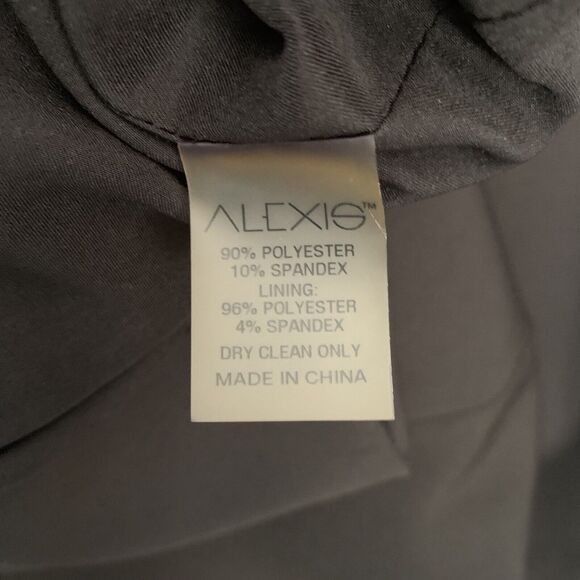 ALEXIS™
90% POLYESTER
10% SPANDEX
LINING:
96% POLYESTER
4% SPANDEX
DRY CLEAN ONLY
MADE IN CHINA